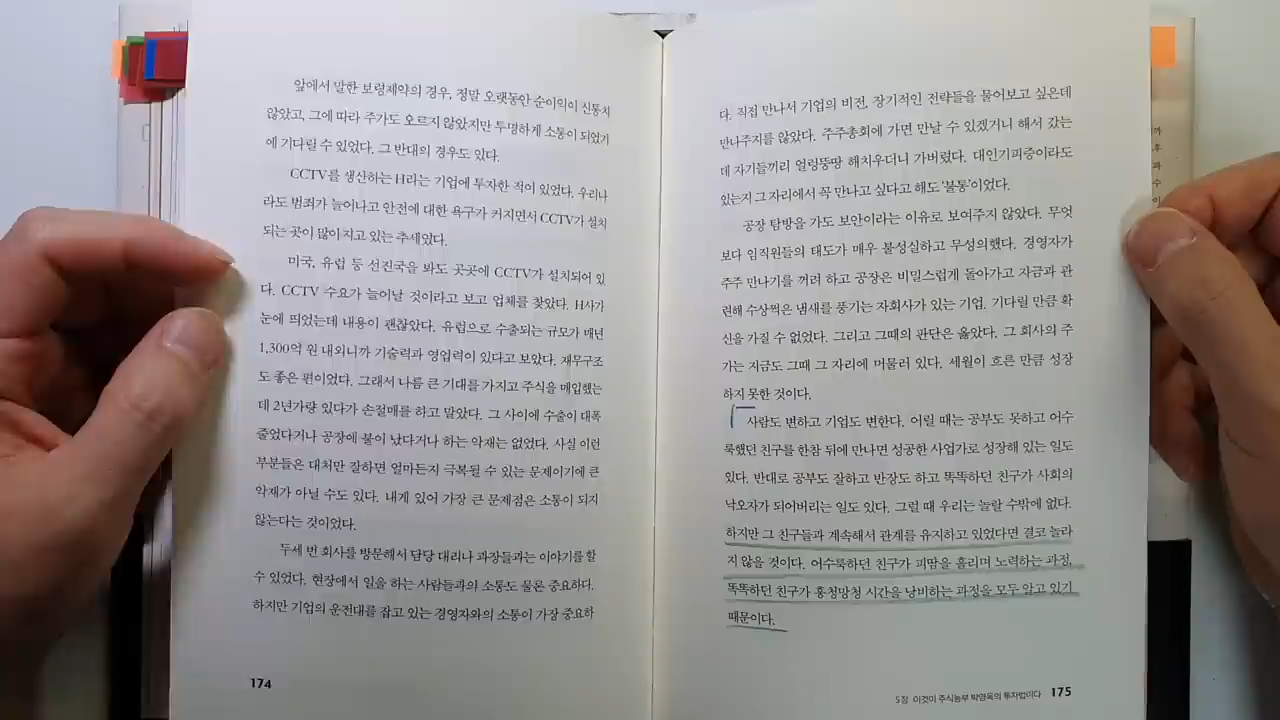 앞에서 말한 보령제약의 경우, 정말 오랫동안 순이익이 신통치
않았고, 그에 따라 주가도 오르지 않았지만 투명하게 소통이 되었기
에 기다릴 수 있었다. 그 반대의 경우도 있다.
CCTV를 생산하는 H라는 기업에 투자한 적이 있었다. 우리나
라도 범죄가 늘어나고 안전에 대한 욕구가 커지면서 CCTV가 설치
되는 곳이 많아지고 있는 추세였다.
미국, 유럽 등 선진국을 봐도 곳곳에 CCTV가 설치되어 있
다. CCTV 수요가 늘어날 것이라고 보고 업체를 찾았다. H사가
눈에 띄었는데 내용이 괜찮았다. 유럽으로 수출되는 규모가 매년
1,300억 원 내외니까 기술력과 영업력이 있다고 보았다. 재무구조
도 좋은 편이었다. 그래서 나름 큰 기대를 가지고 주식을 매입했는
데 2년가량 있다가 손절매를 하고 말았다. 그 사이에 수출이 대폭
줄었다거나 공장에 불이 났다거나 하는 악재는 없었다. 사실 이런
부분들은 대처만 잘하면 얼마든지 극복될 수 있는 문제이기에 큰
악재가 아닐 수도 있다. 내게 있어 가장 큰 문제점은 소통이 되지
않는다는 것이었다.
두세 번 회사를 방문해서 담당 대리나 과장들과는 이야기를 할
수 있었다. 현장에서 일을 하는 사람들과의 소통도 물론 중요하다.
하지만 기업의 운전대를 잡고 있는 경영자와의 소통이 가장 중요하
174
다. 직접 만나서 기업의 비전, 장기적인 전략들을 물어보고 싶은데
만나주지를 않았다. 주주총회에 가면 만날 수 있겠거니 해서 갔는
데 자기들끼리 얼렁뚱땅 해치우더니 가버렸다. 대인기피증이라도
있는지 그 자리에서 꼭 만나고 싶다고 해도 '불통'이었다.
공장 탐방을 가도 보안이라는 이유로 보여주지 않았다. 무엇
보다 임직원들의 태도가 매우 불성실하고 무성의했다. 경영자가
주주 만나기를 꺼려 하고 공장은 비밀스럽게 돌아가고 자금과 관
련해 수상쩍은 냄새를 풍기는 자회사가 있는 기업. 기다릴 만큼 확
신을 가질 수 없었다. 그리고 그때의 판단은 옳았다. 그 회사의 주
가는 지금도 그때 그 자리에 머물러 있다. 세월이 흐른 만큼 성장
하지 못한 것이다.
사람도 변하고 기업도 변한다. 어릴 때는 공부도 못하고 어수
룩했던 친구를 한참 뒤에 만나면 성공한 사업가로 성장해 있는 일도
있다. 반대로 공부도 잘하고 반장도 하고 똑똑하던 친구가 사회의
낙오자가 되어버리는 일도 있다. 그럴 때 우리는 놀랄 수밖에 없다.
하지만 그 친구들과 계속해서 관계를 유지하고 있었다면 결코 놀라
지 않을 것이다. 어수룩하던 친구가 피땀을 흘리며 노력하는 과정,
똑똑하던 친구가 흥청망청 시간을 낭비하는 과정을 모두 알고 있기
때문이다.
5장 이것이 주식농부 박영옥의 투자법이다 175
까
후
과
수